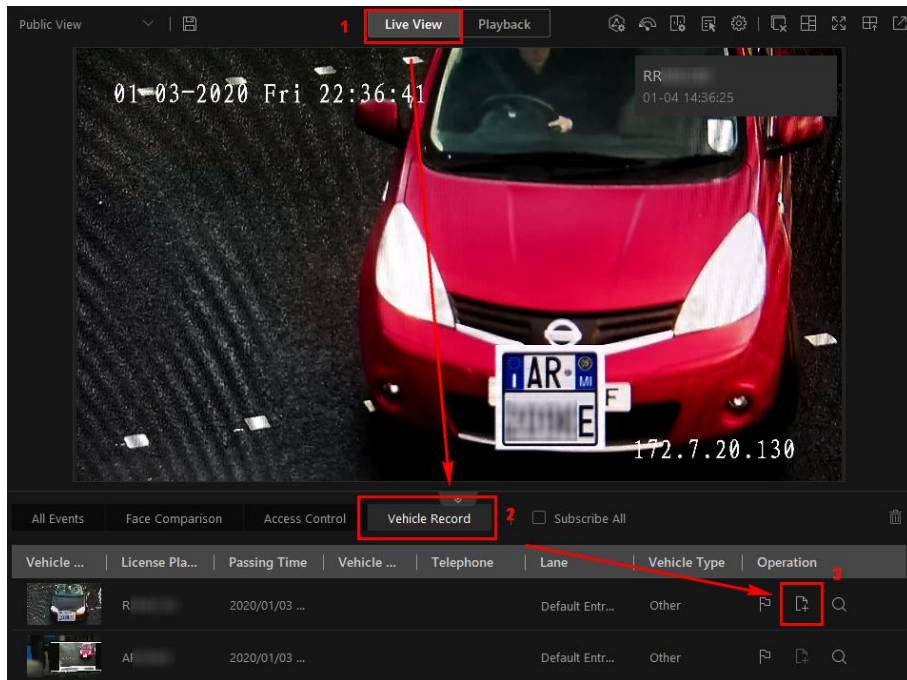 Public View
1
Live View
Playback
01-03-2020 Fri 22:36:41
RR
01-04 14:36:25
I AR MI
F
E
172.7.20.130
All Events
Face Comparison
Access Control
Vehicle Record
2
Subscribe All
Vehicle ...
License Pla...
Passing Time
Vehicle ...
Telephone
Lane
Vehicle Type
Operation
3
R
2020/01/03 ...
Default Entr...
Other
2020/01/03 ...
Default Entr...
Other